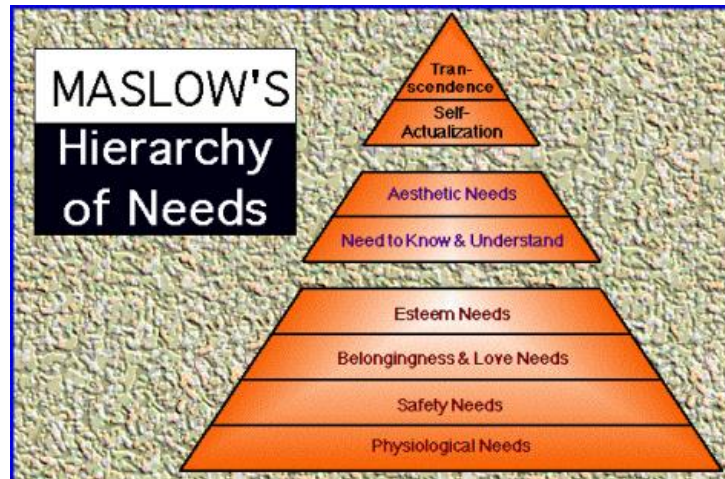 MASLOW'S
Hierarchy
of Needs
Tran-
scendence
Self-
Actualization
Aesthetic Needs
Need to Know & Understand
Esteem Needs
Belongingness & Love Needs
Safety Needs
Physiological Needs